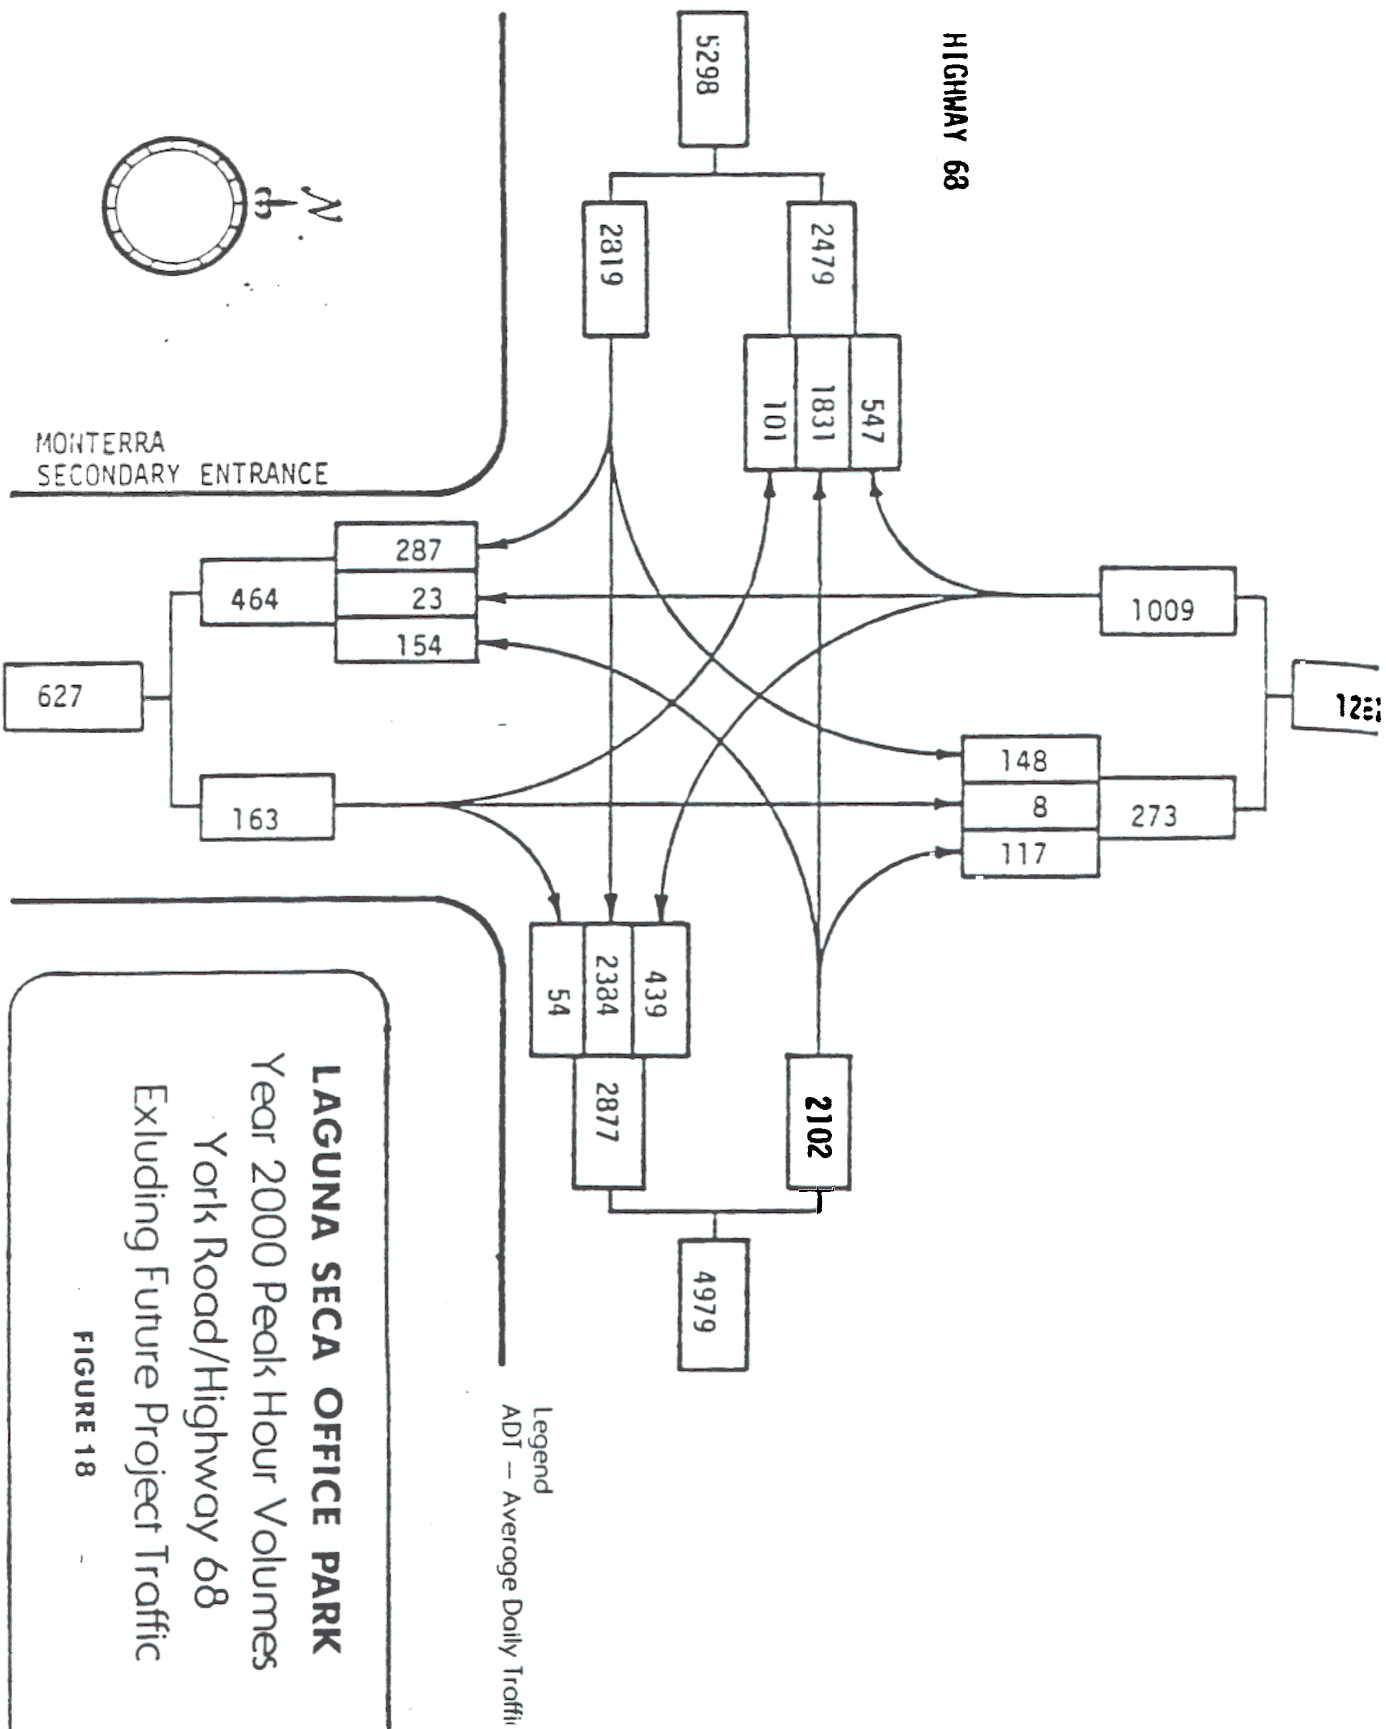 HIGHWAY 68
5298
2819
2479
101
1831
547
N
MONTERRA
SECONDARY ENTRANCE
287
23
154
464
627
163
1009
148
8
117
273
54
2384
439
2877
2102
4979
Legend
ADT — Average Daily Traffic
LAGUNA SECA OFFICE PARK
Year 2000 Peak Hour Volumes
York Road/Highway 68
Exluding Future Project Traffic
FIGURE 18